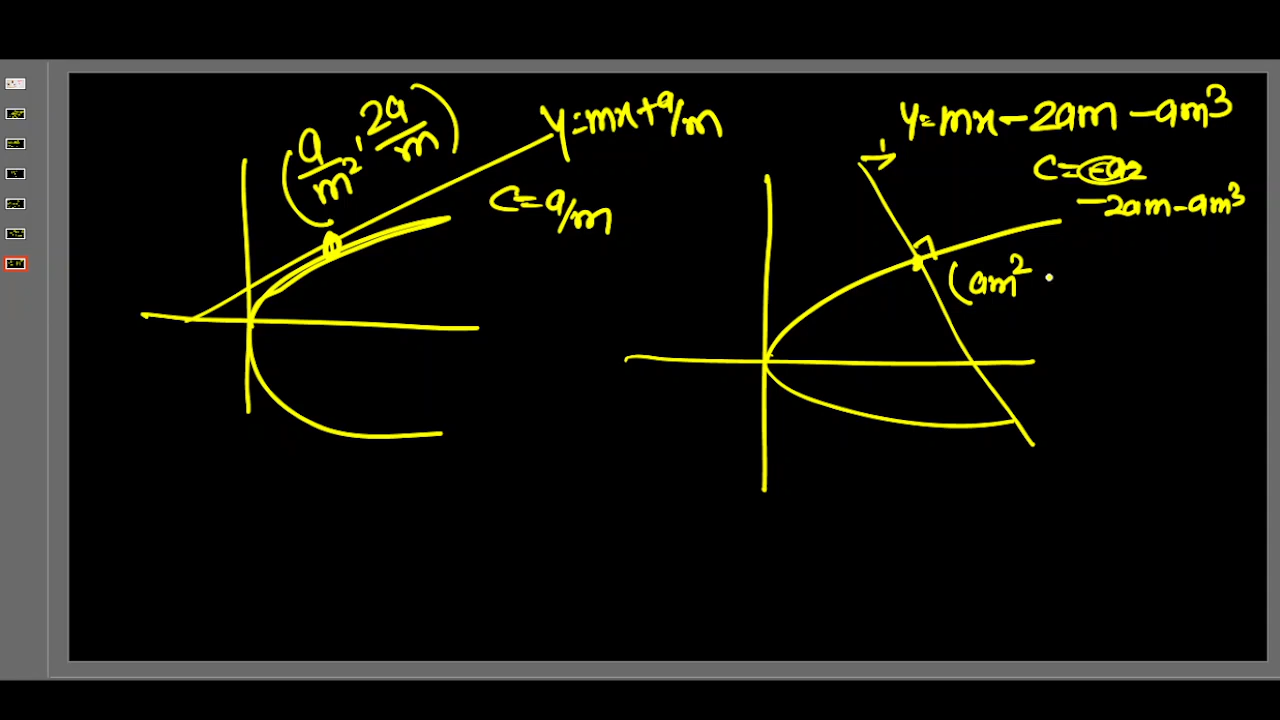 (a/m², 2a/m)
y=mx+a/m
c=a/m
y=mx-2am-am³
c=
-2am-am³
(am²